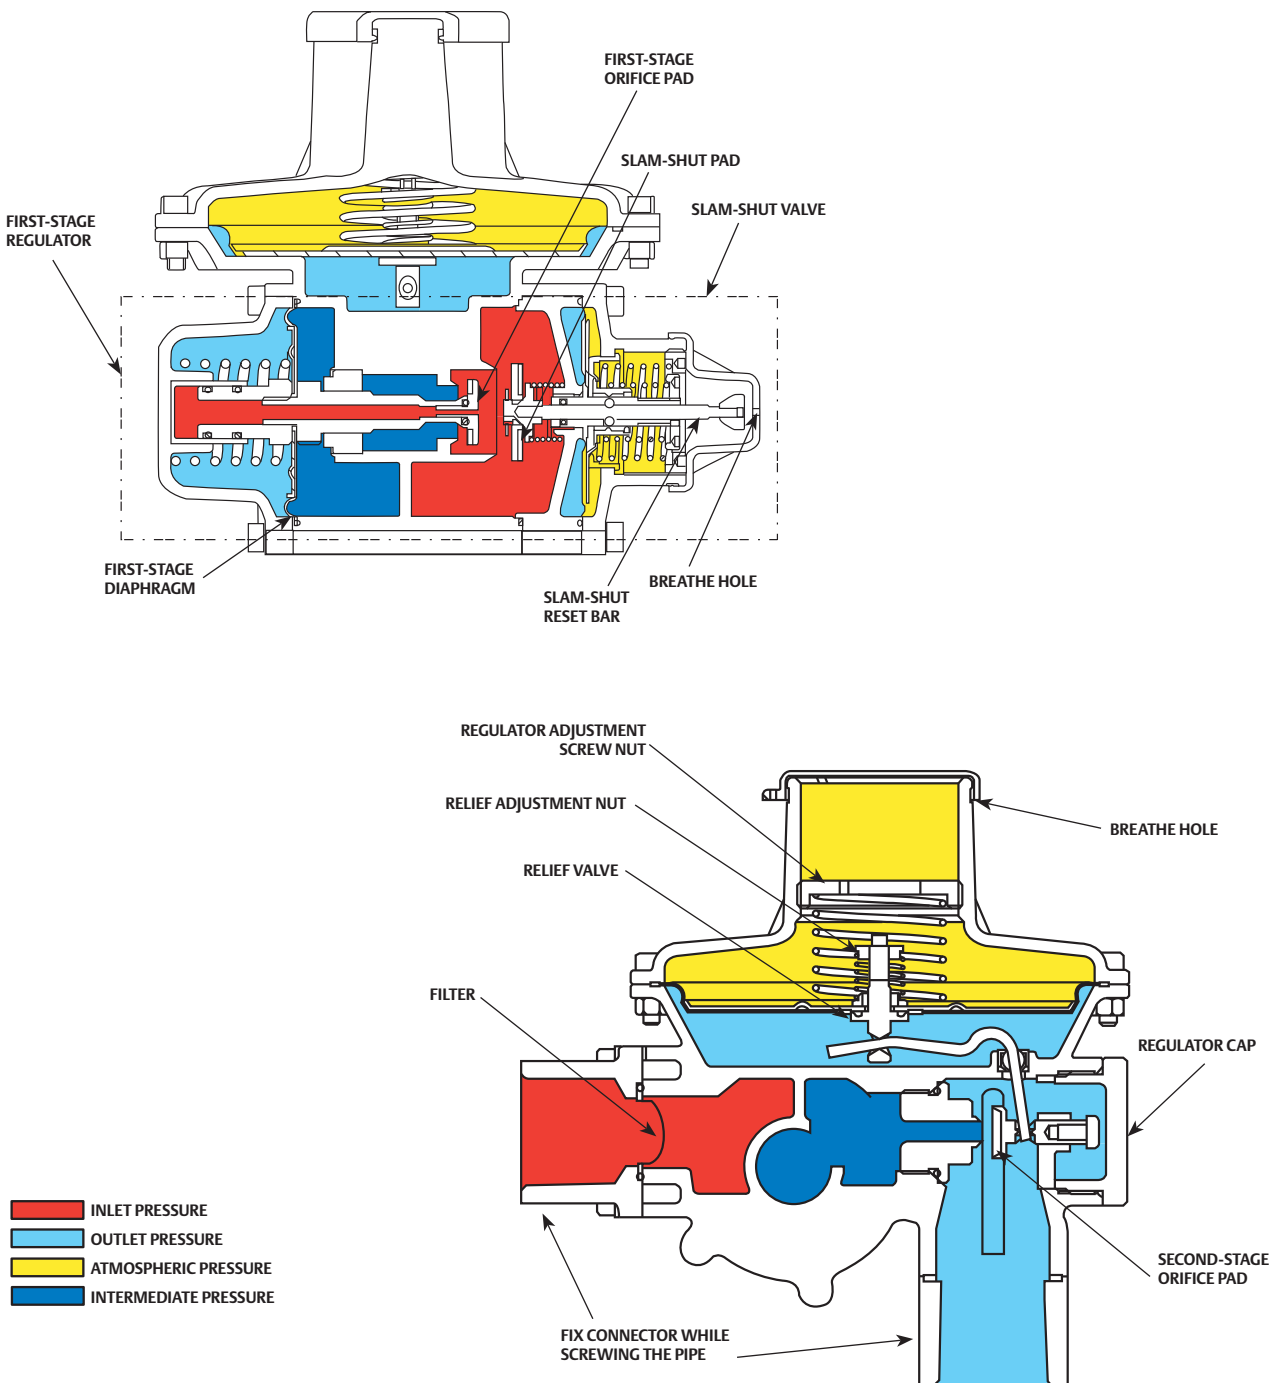 FIRST-STAGE
ORIFICE PAD
SLAM-SHUT PAD
SLAM-SHUT VALVE
FIRST-STAGE
REGULATOR
FIRST-STAGE
DIAPHRAGM
BREATHE HOLE
SLAM-SHUT
RESET BAR
REGULATOR ADJUSTMENT
SCREW NUT
RELIEF ADJUSTMENT NUT
BREATHE HOLE
RELIEF VALVE
FILTER
REGULATOR CAP
INLET PRESSURE
OUTLET PRESSURE
ATMOSPHERIC PRESSURE
INTERMEDIATE PRESSURE
SECOND-STAGE
ORIFICE PAD
FIX CONNECTOR WHILE
SCREWING THE PIPE